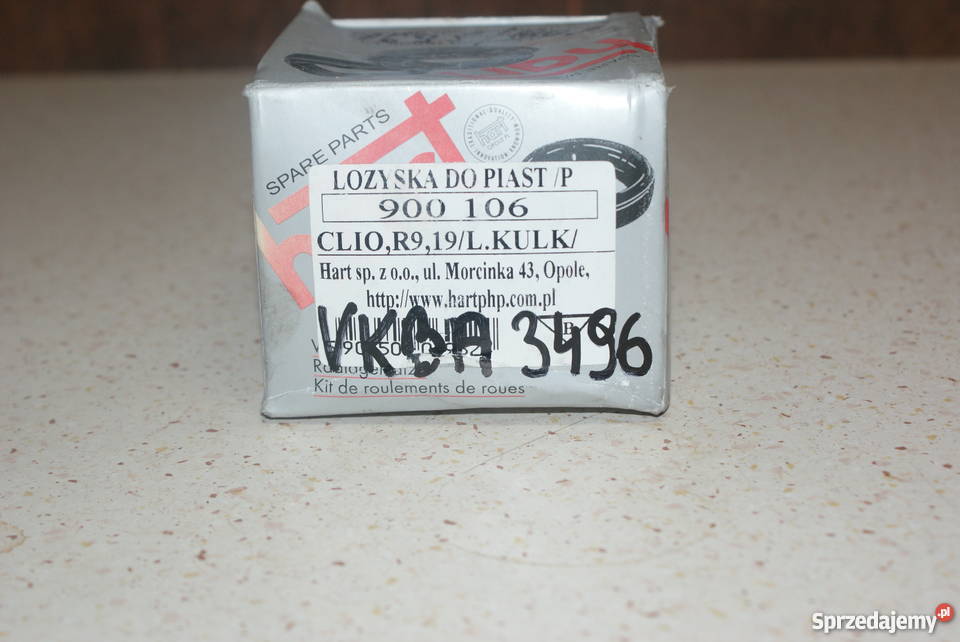 SPARE PARTS
hart
LOZYSKA DO PIAST /P
900 106
CLIO,R9,19/L.KULK/
Hart sp. z o.o., ul. Morcinka 43, Opole,
http://www.hartphp.com.pl
B
VKBA 3496
Kit de roulements de roues
Sprzedajemy.pl